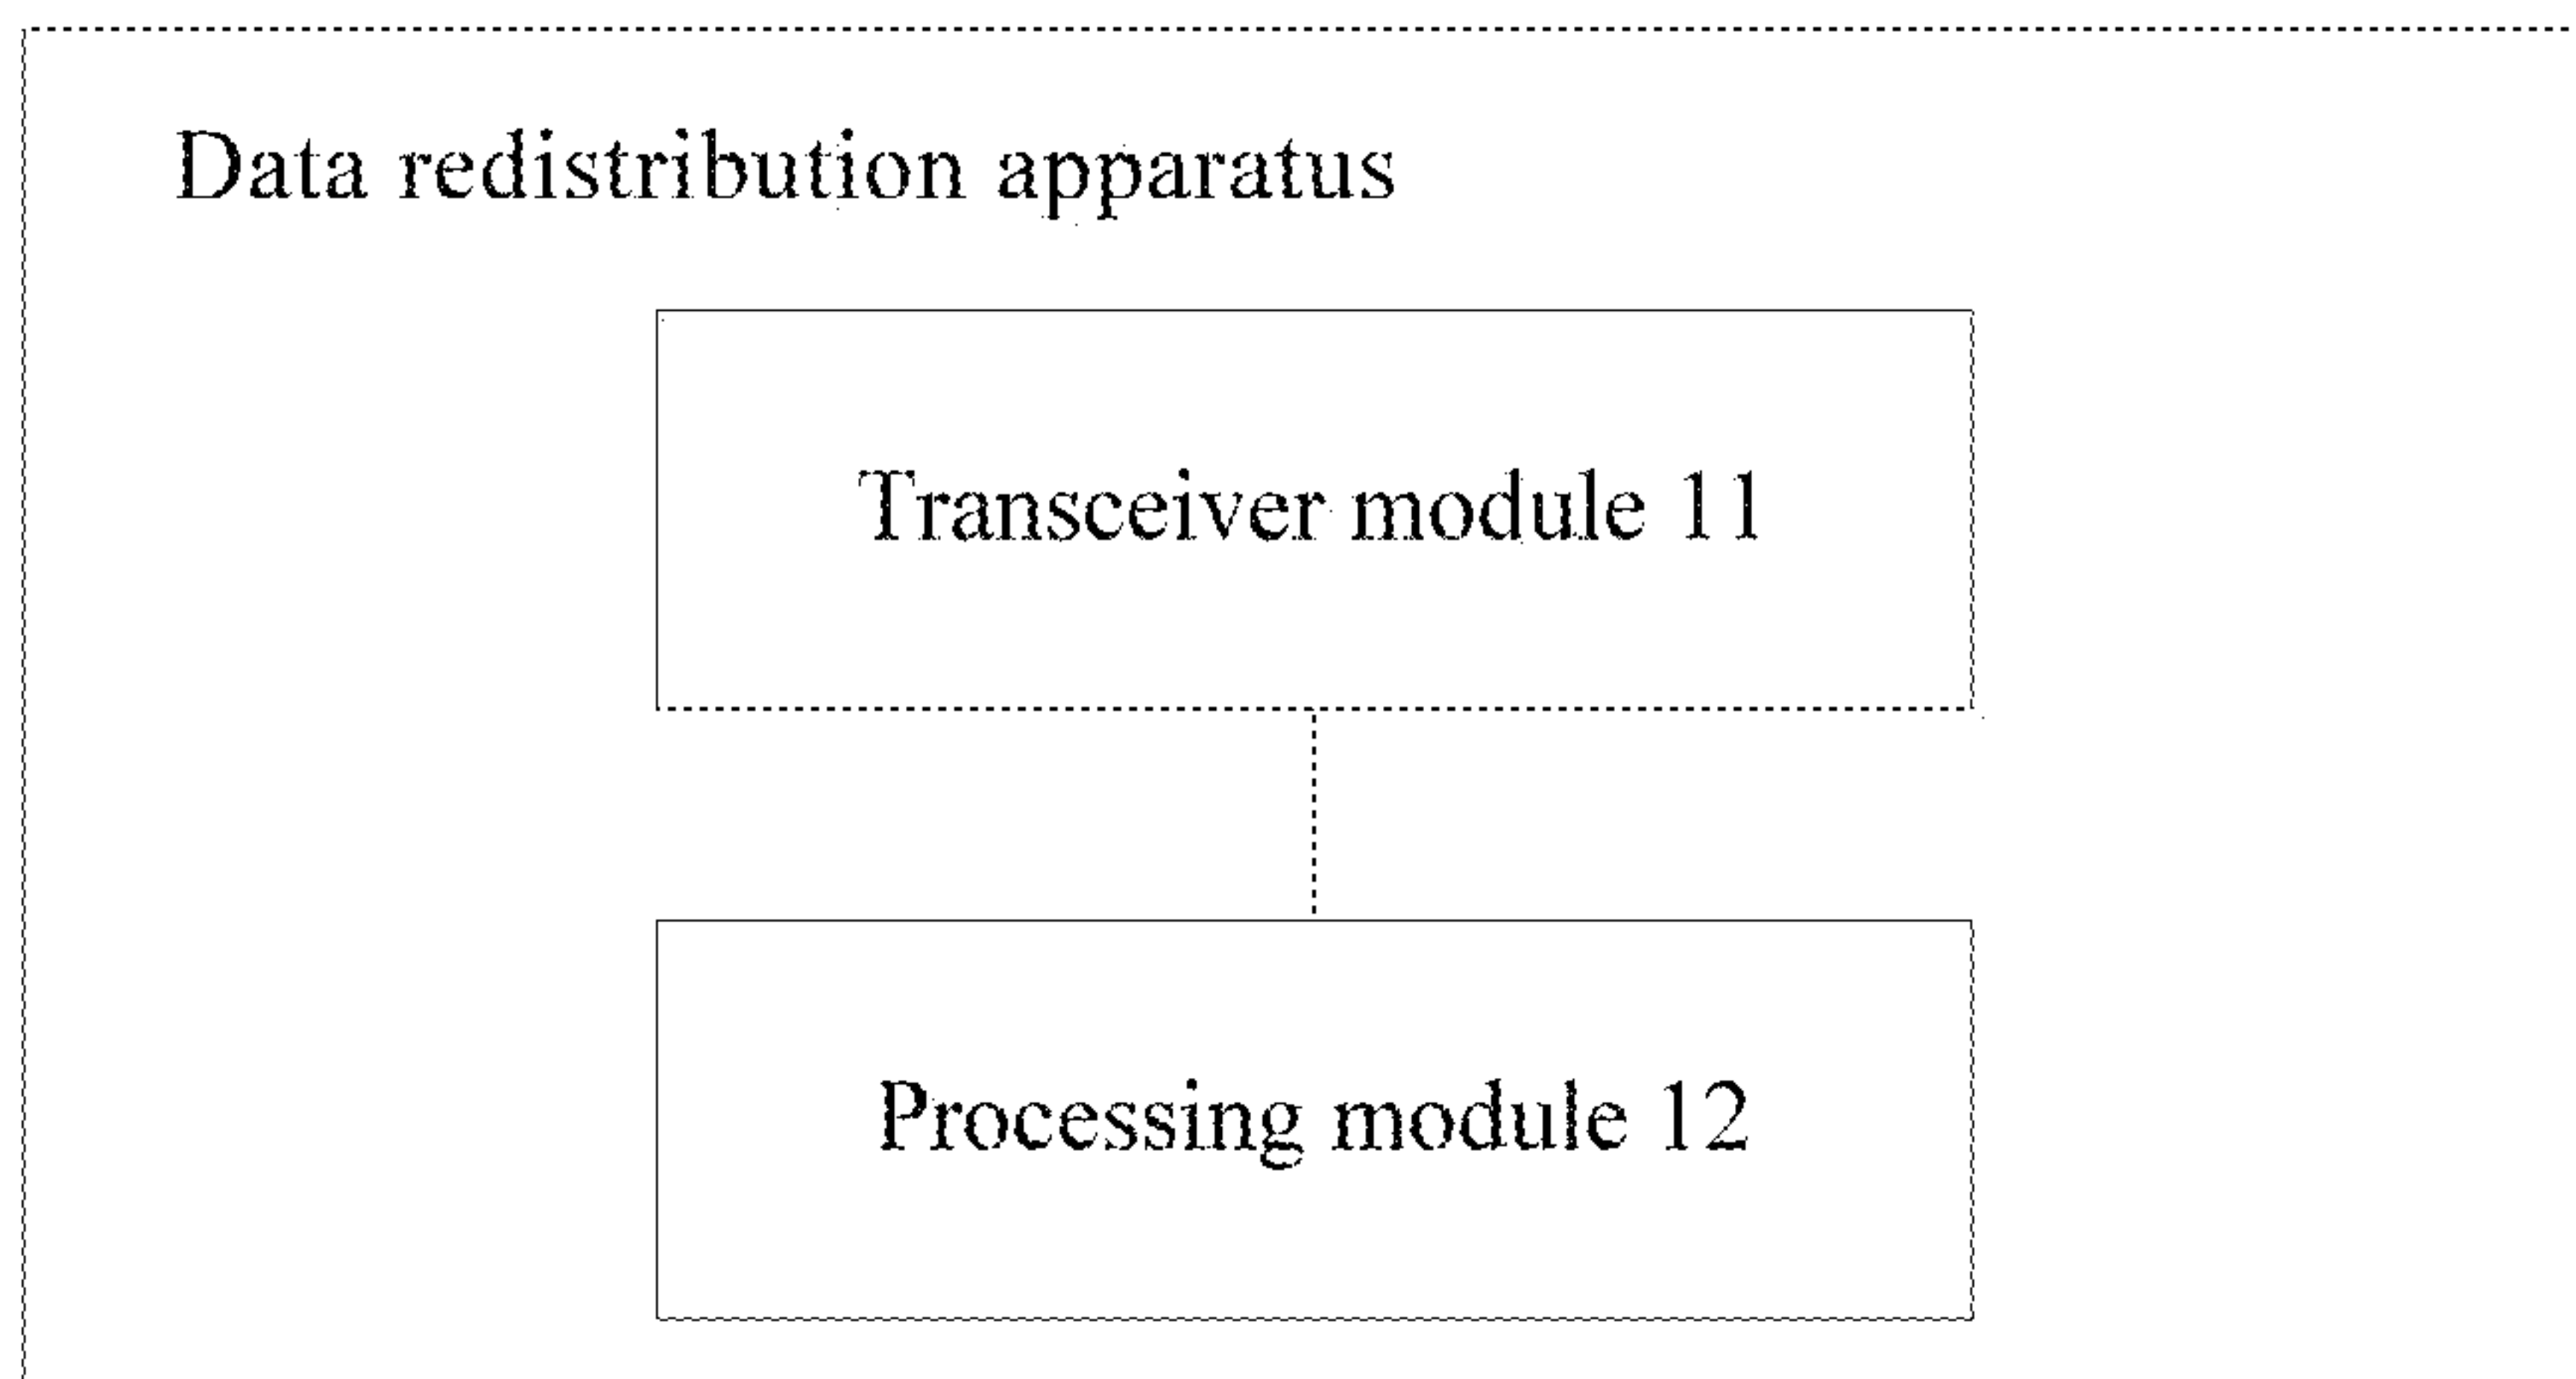 Data redistribution apparatus
Transceiver module 11
Processing module 12